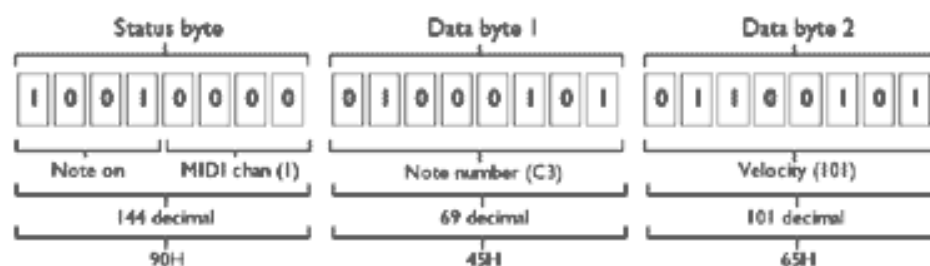 Status byte Data byte 1 Data byte 2
1 0 0 1 0 0 0 0 0 1 0 0 0 1 0 1 0 1 1 0 0 1 0 1
Note on MIDI chan (1) Note number (C3) Velocity (101)
144 decimal 69 decimal 101 decimal
90H 45H 65H